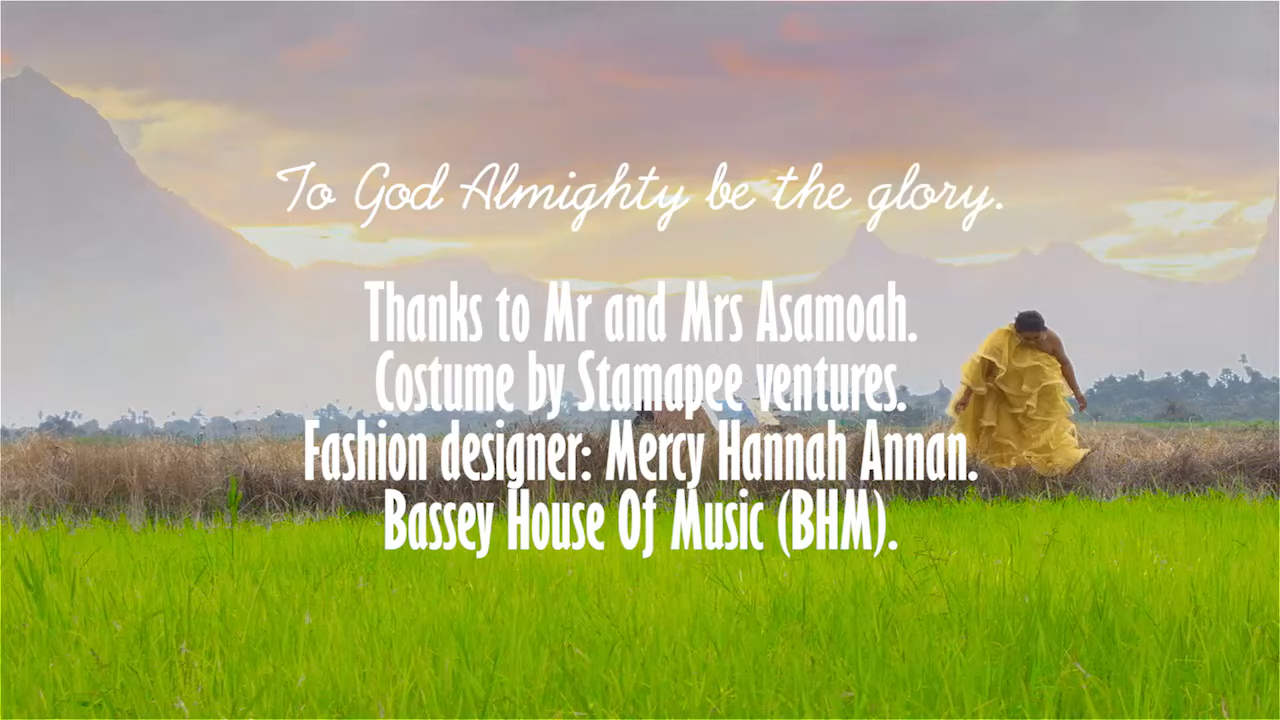 To God Almighty be the glory.
Thanks to Mr and Mrs Asamoah.
Costume by Stamapee ventures.
Fashion designer: Mercy Hannah Annan.
Bassey House Of Music (BHM).